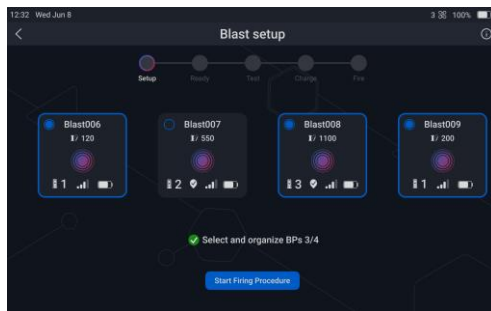 12:32 Wed Jun 8
3 100%
Blast setup
Setup Ready Test Charge Fire
Blast006 Blast007 Blast008 Blast009
120 550 1100 200
1 2 3 1
Select and organize BPs 3/4
Start Firing Procedure